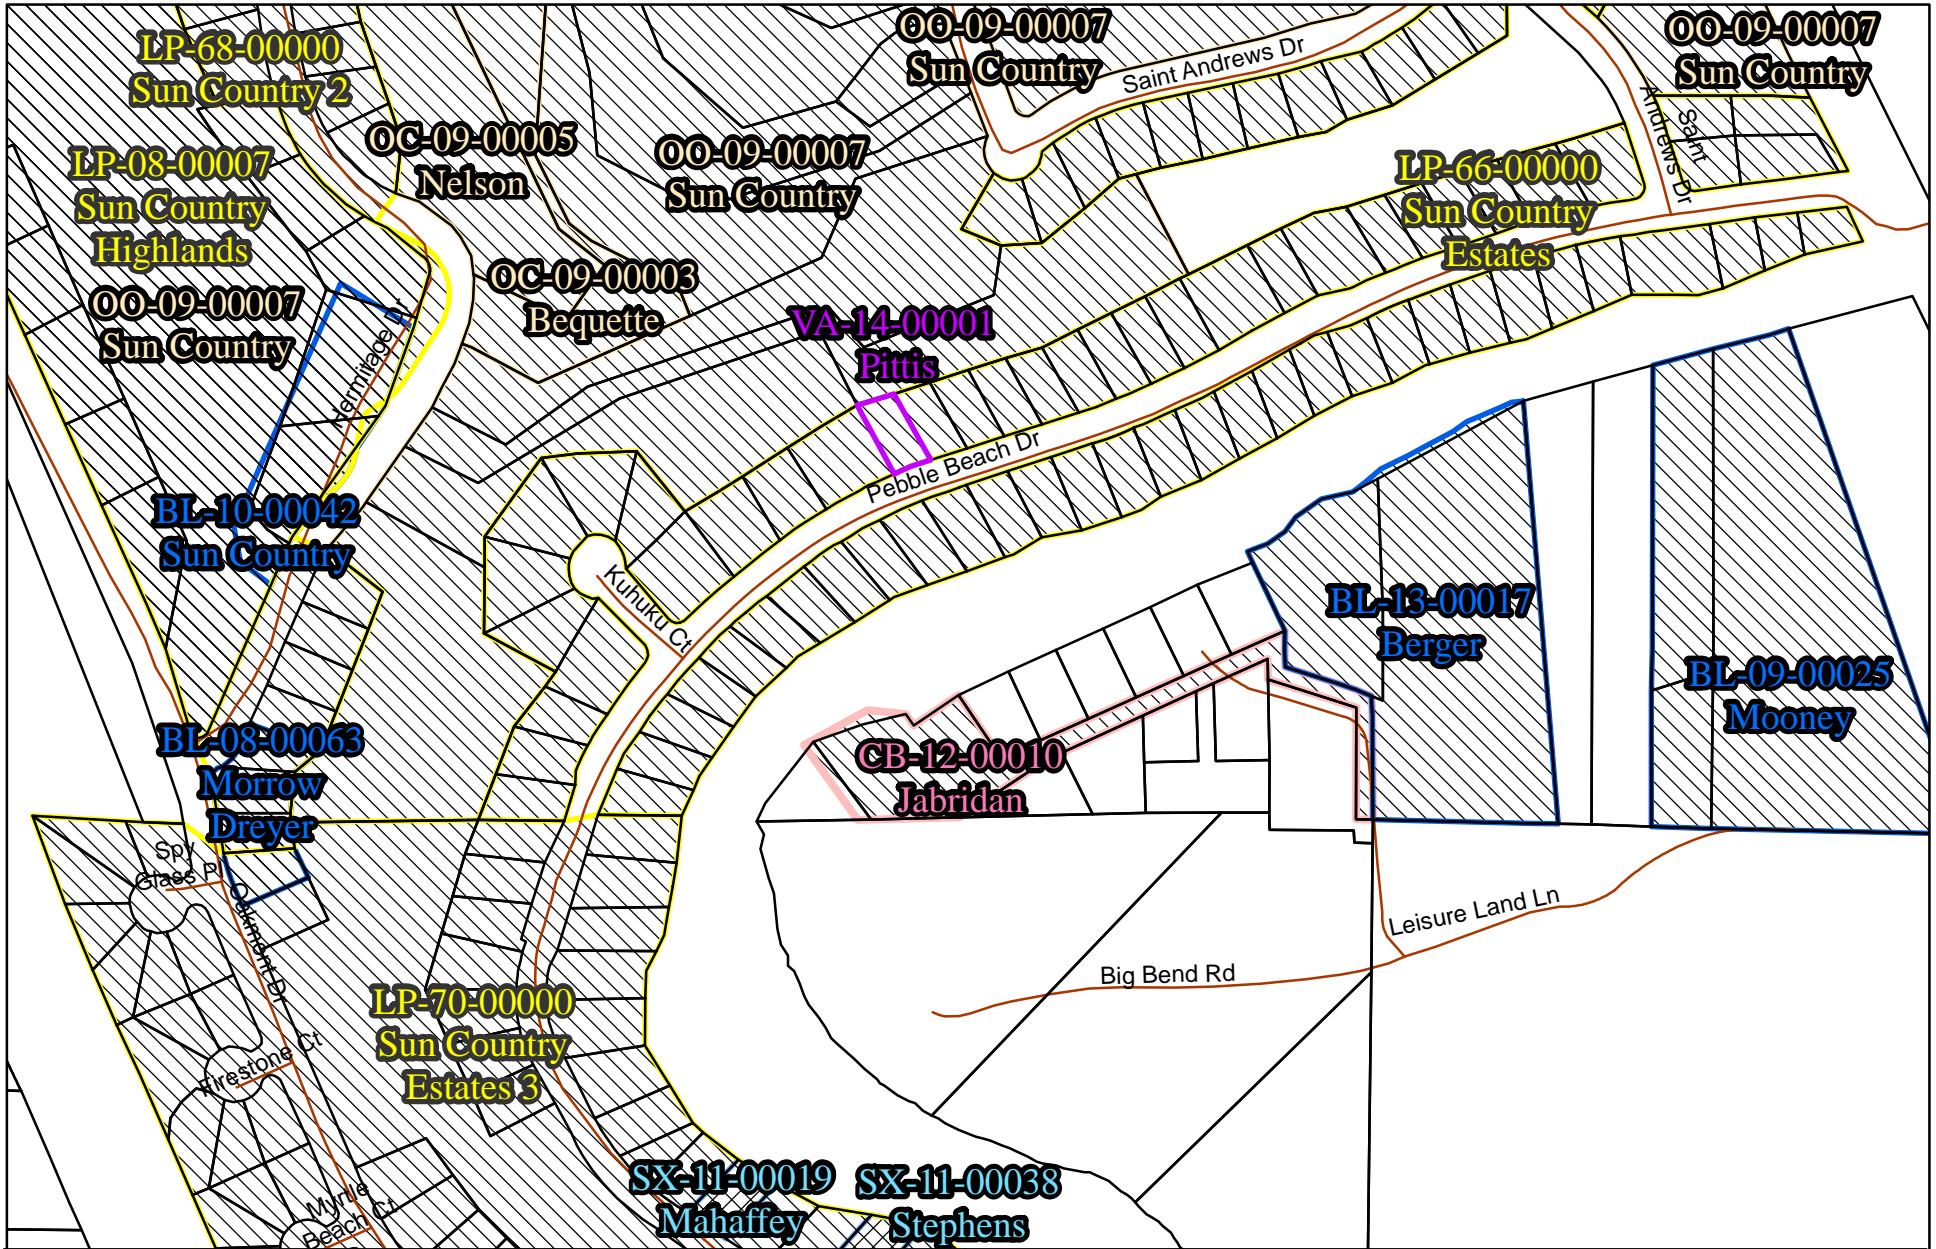 LP-68-00000
Sun Country 2
OO-09-00007
Sun Country
OO-09-00007
Sun Country
Saint Andrews Dr
Saint
Andrews Dr
OC-09-00005
Nelson
OO-09-00007
Sun Country
LP-08-00007
Sun Country
Highlands
LP-66-00000
Sun Country
Estates
OO-09-00007
Sun Country
OC-09-00003
Bequette
VA-14-00001
Pittis
Hermitage Dr
Pebble Beach Dr
BL-10-00042
Sun Country
Kuhuku Ct
BL-13-00017
Berger
BL-09-00025
Mooney
BL-08-00063
Morrow
Dreyer
CB-12-00010
Jabridan
Spy
Glass Pl
Oakmont Dr
Leisure Land Ln
Big Bend Rd
LP-70-00000
Sun Country
Estates 3
Firestone Ct
Myrtle
Beach Ct
SX-11-00019
Mahaffey
SX-11-00038
Stephens